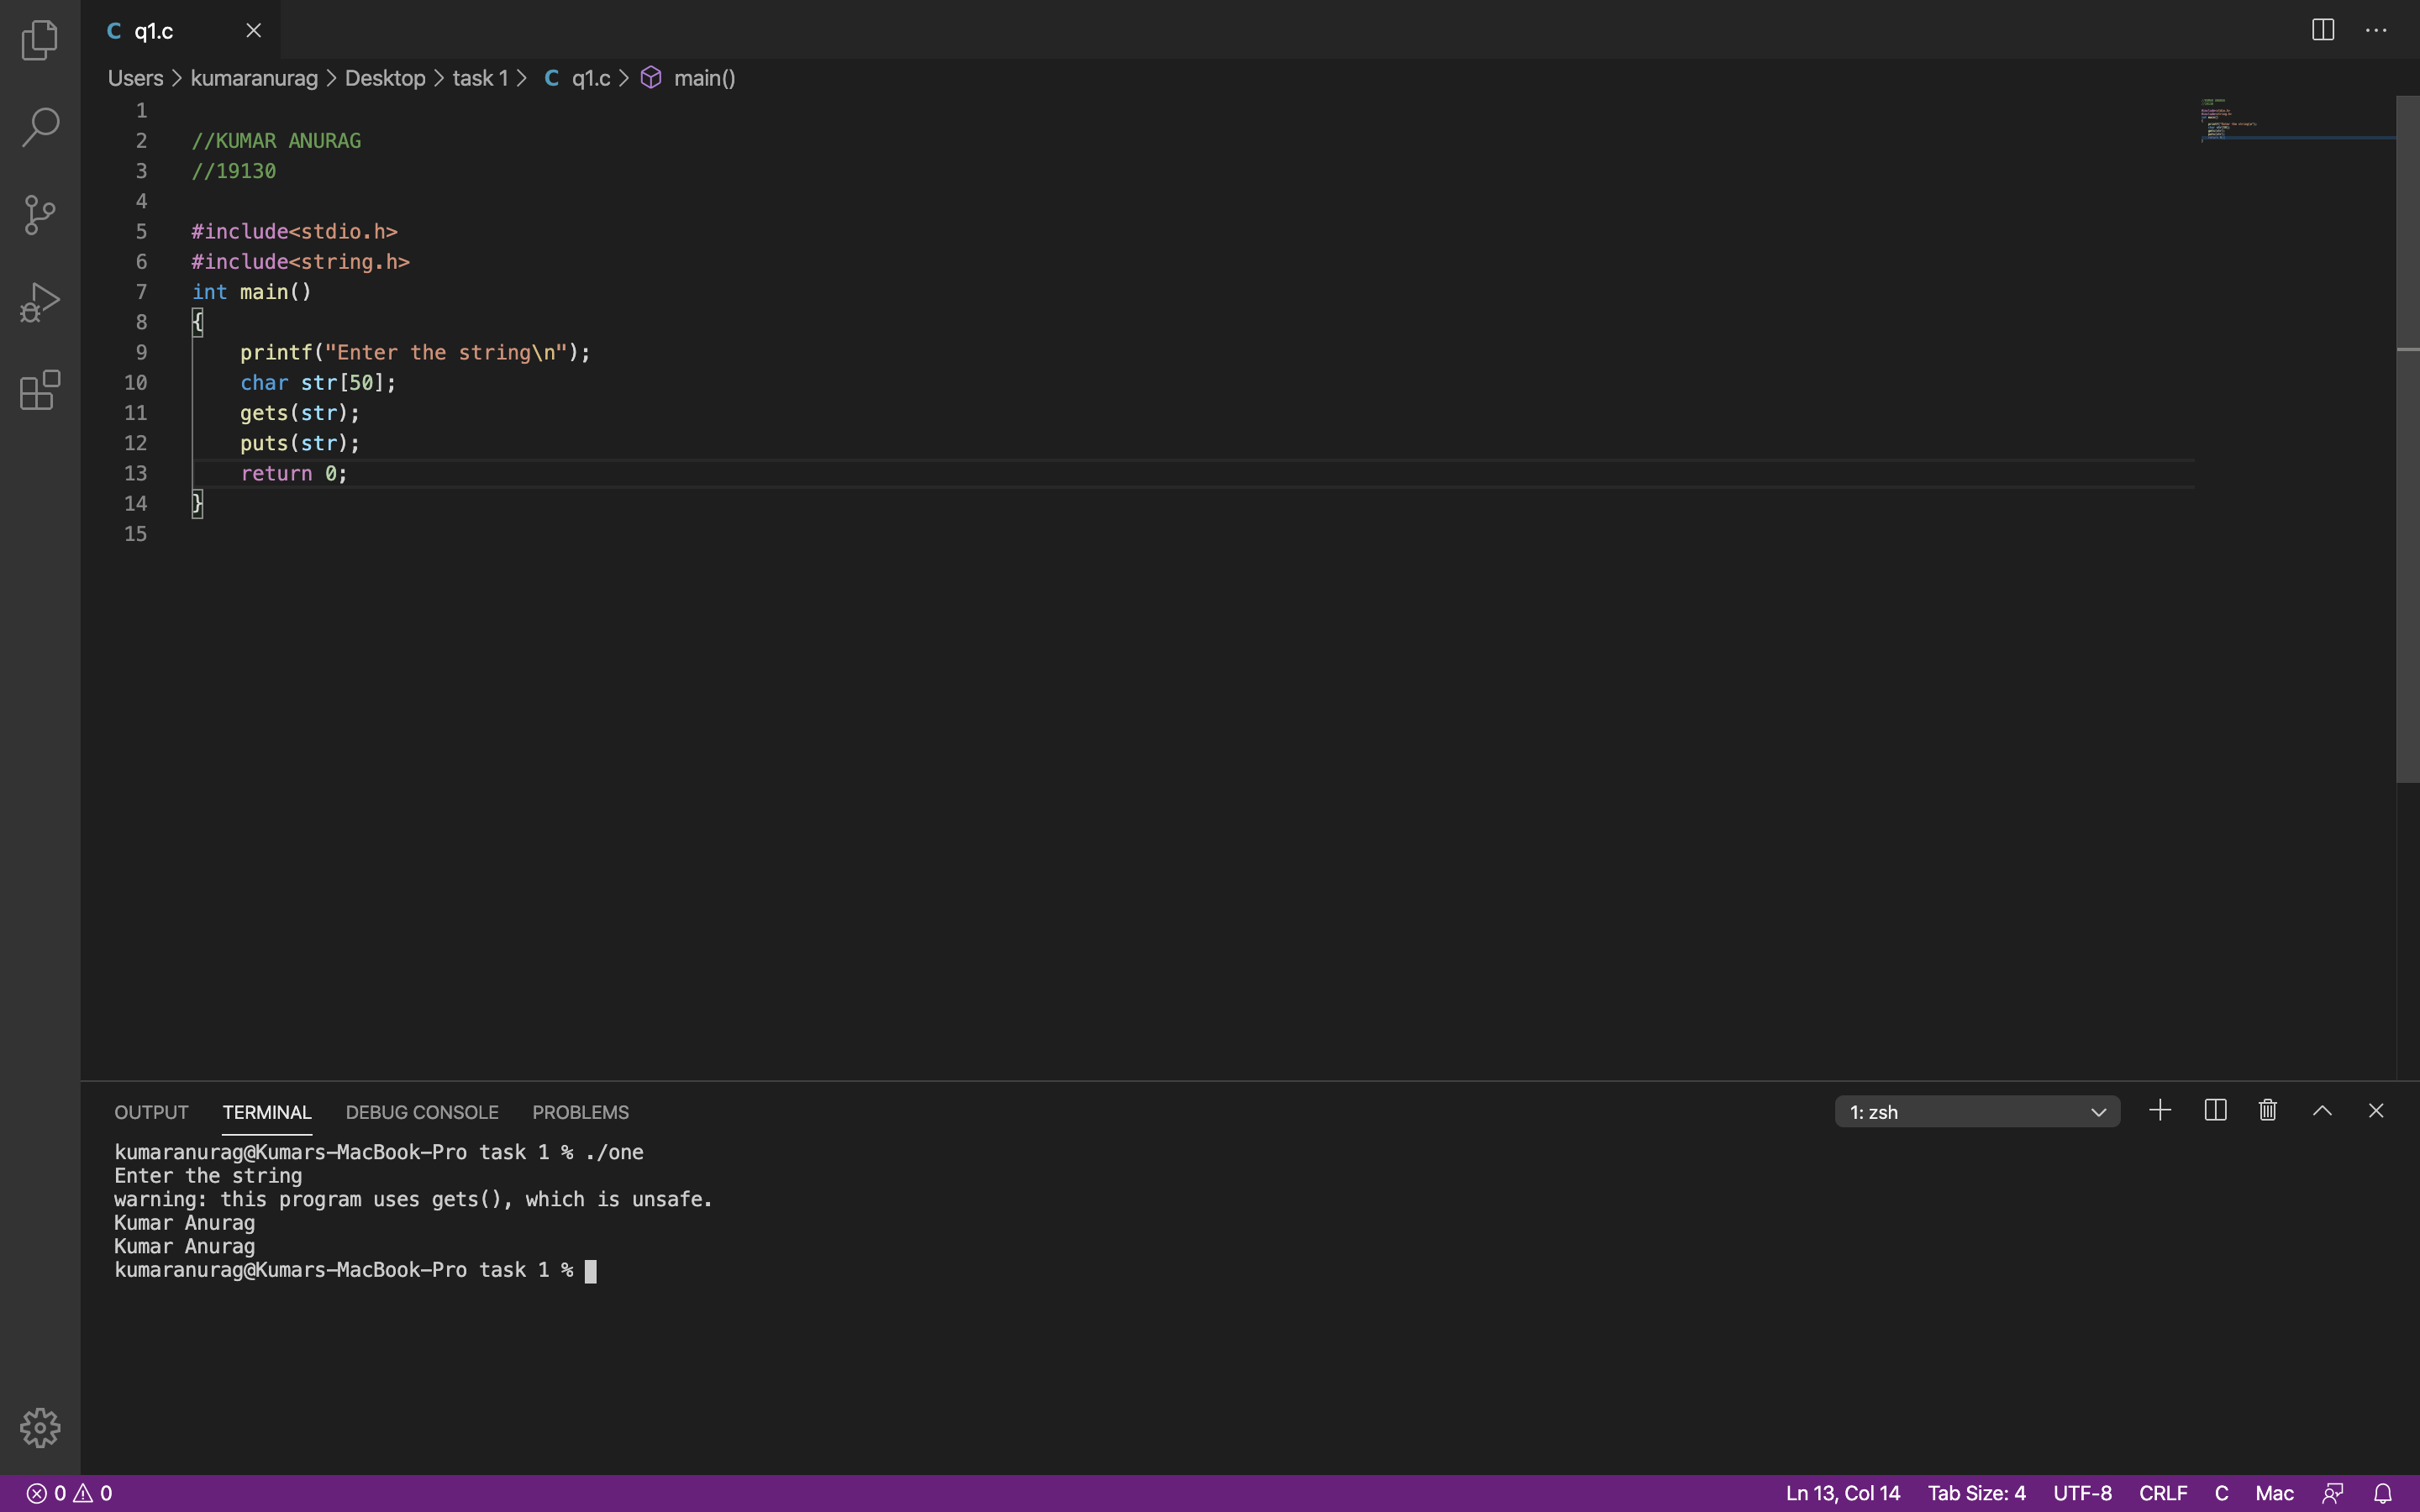 C q1.c
Users > kumaranurag > Desktop > task 1 > C q1.c > main()
1
2 //KUMAR ANURAG
3 //19130
4
5 #include<stdio.h>
6 #include<string.h>
7 int main()
8 {
9     printf("Enter the string\n");
10     char str[50];
11     gets(str);
12     puts(str);
13     return 0;
14 }
15
OUTPUT TERMINAL DEBUG CONSOLE PROBLEMS 1: zsh
kumaranurag@Kumars-MacBook-Pro task 1 % ./one
Enter the string
warning: this program uses gets(), which is unsafe.
Kumar Anurag
Kumar Anurag
kumaranurag@Kumars-MacBook-Pro task 1 %
0 0 Ln 13, Col 14 Tab Size: 4 UTF-8 CRLF C Mac